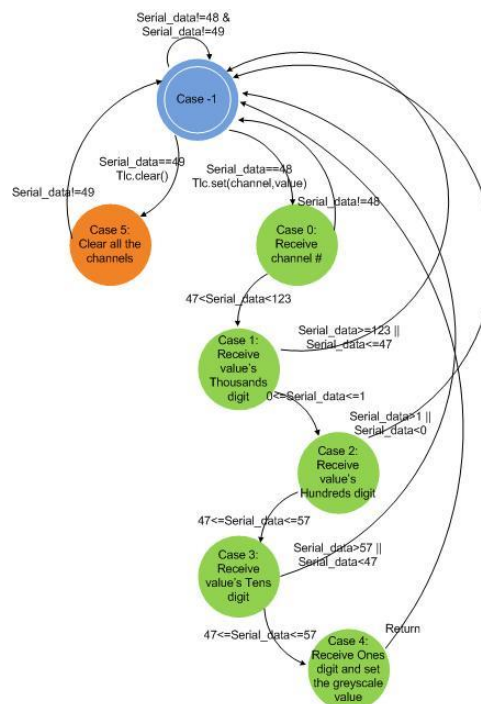 Serial_data!=48 &
Serial_data!=49
Case -1
Serial_data==49
Tlc.clear()
Serial_data==48
Tlc.set(channel,value)
Serial_data!=49
Serial_data!=48
Case 5:
Clear all the
channels
Case 0:
Receive
channel #
47<Serial_data<123
Case 1:
Receive
value's
Thousands
digit
Serial_data>=123 ||
Serial_data<=47
0<=Serial_data<=1
Serial_data>1 ||
Serial_data<0
Case 2:
Receive
value's
Hundreds digit
47<=Serial_data<=57
Case 3:
Receive
value's Tens
digit
Serial_data>57 ||
Serial_data<47
47<=Serial_data<=57
Return
Case 4:
Receive Ones
digit and set
the greyscale
value